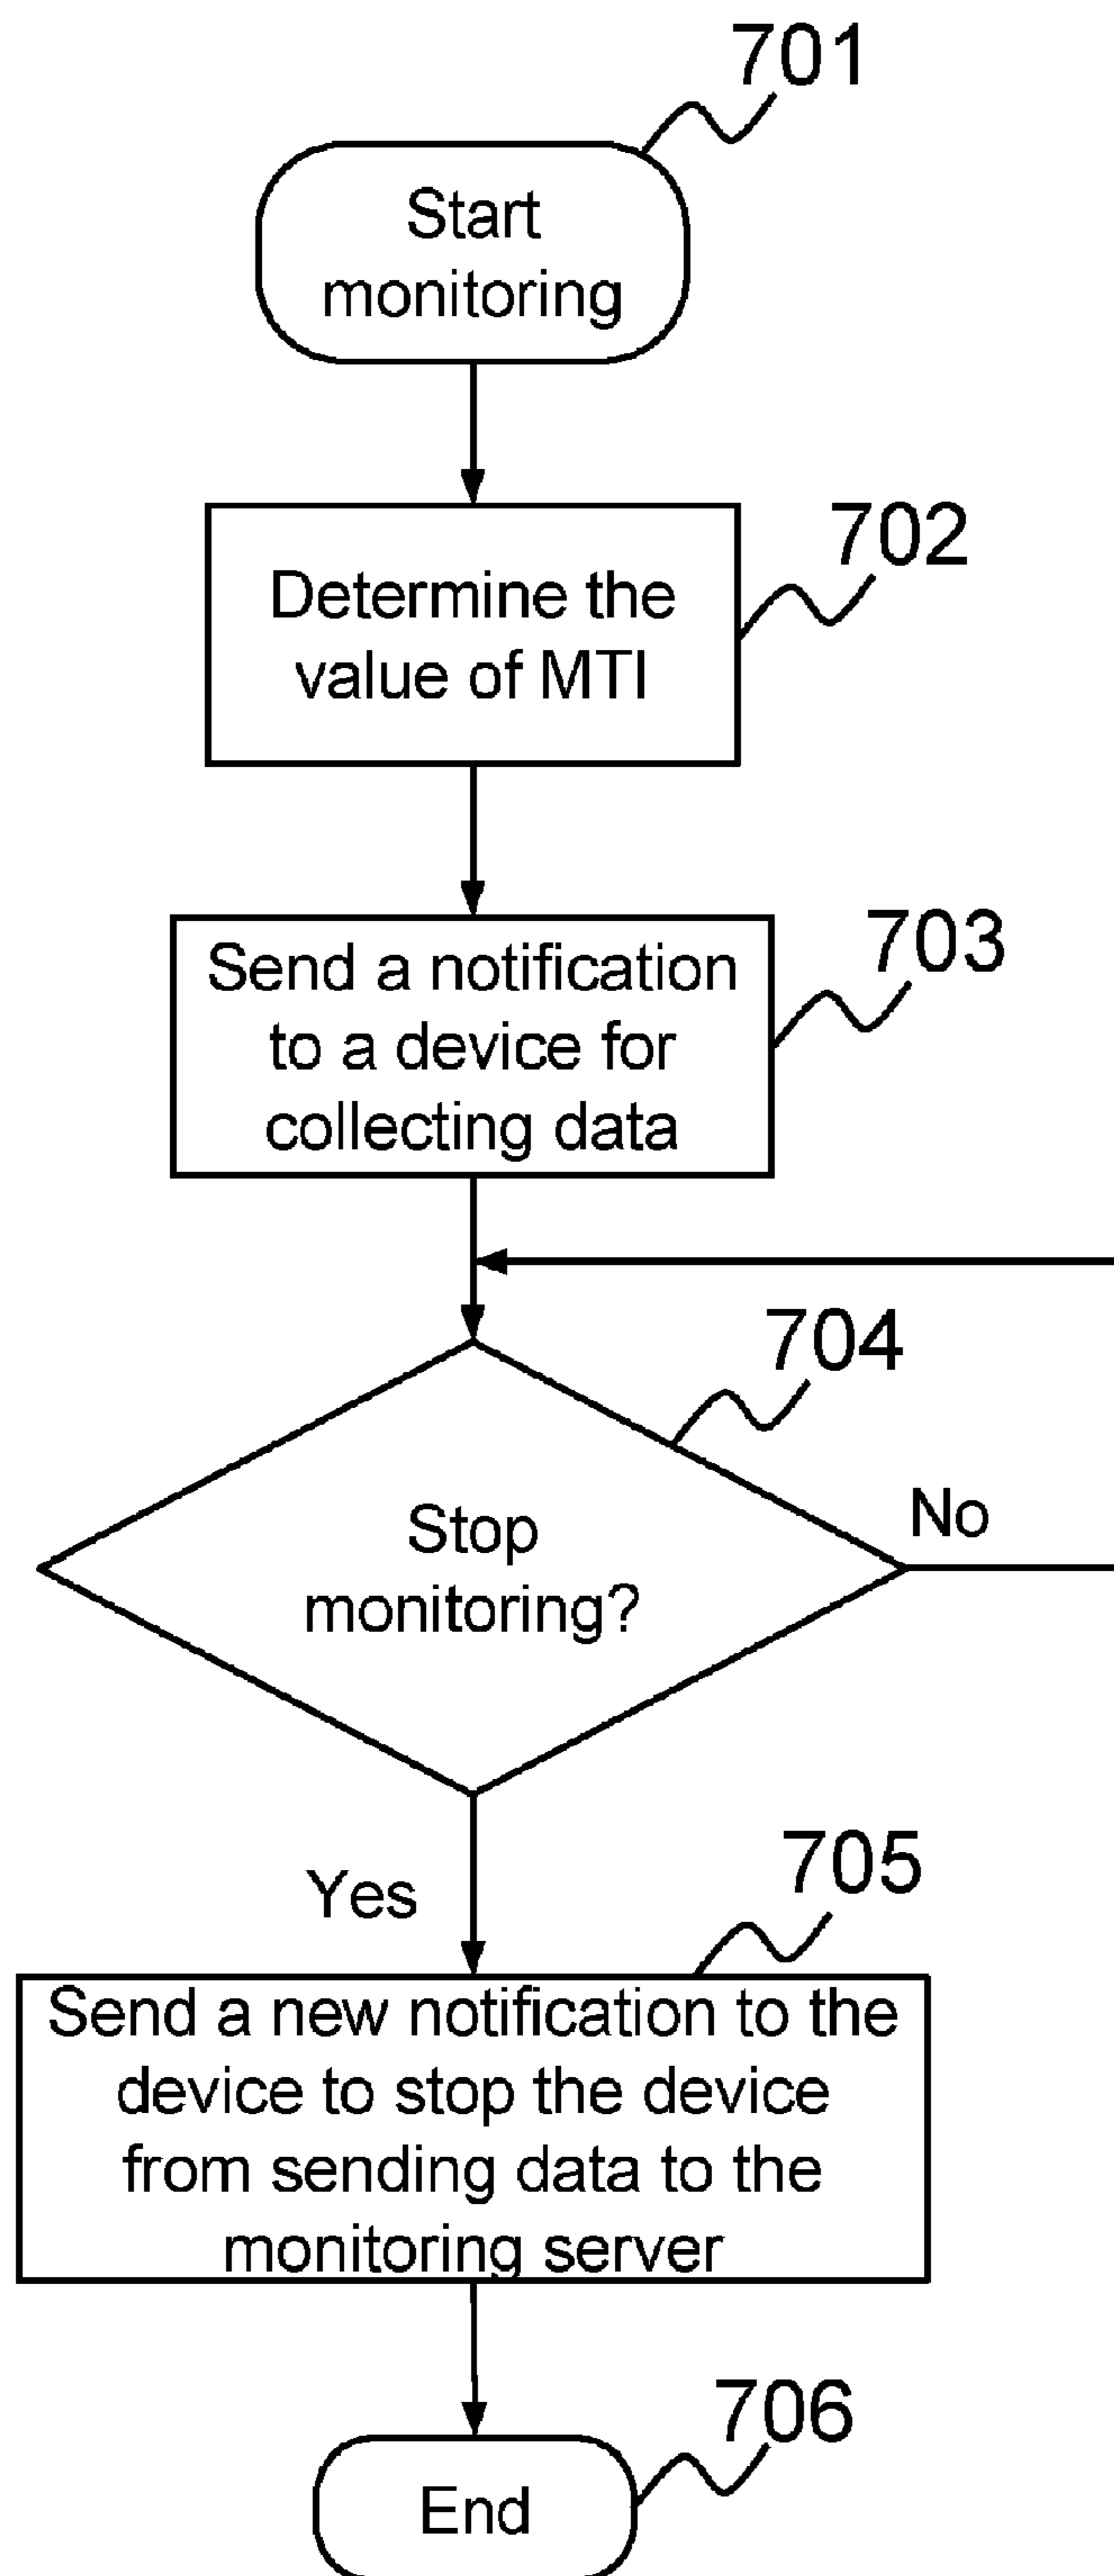 701
Start
monitoring
702
Determine the
value of MTI
703
Send a notification
to a device for
collecting data
704
Stop
monitoring?
No
Yes
705
Send a new notification to the
device to stop the device
from sending data to the
monitoring server
706
End